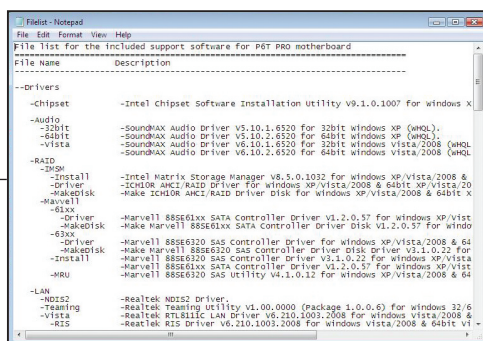 Filelist - Notepad
File Edit Format View Help
File list for the included support software for P6T PRO motherboard
========================================================================
File Name Description
------------------------------------------------------------------------
--Drivers
-Chipset -Intel Chipset Software Installation Utility V9.1.0.1007 for windows X
-Audio
-32bit -SoundMAX Audio Driver V5.10.1.6520 for 32bit Windows XP (WHQL).
-64bit -SoundMAX Audio Driver V5.10.2.6520 for 64bit Windows XP (WHQL).
-Vista -SoundMAX Audio Driver V6.10.1.6520 for 32bit Windows Vista/2008 (WHQL
-SoundMAX Audio Driver V6.10.2.6520 for 64bit Windows Vista/2008 (WHQL
-RAID
-IMSM
-Install -Intel Matrix Storage Manager V8.5.0.1032 for Windows XP/Vista/2008 &
-Driver -ICH10R AHCI/RAID Driver for Windows XP/Vista/2008 & 64bit XP/Vista/20
-MakeDisk -Make ICH10R AHCI/RAID Driver Disk for Windows XP/Vista/2008 & 64bit X
-Marvell
-61xx
-Driver -Marvell 88SE61xx SATA Controller Driver V1.2.0.57 for Windows XP/Vist
-MakeDisk -Make Marvell 88SE61xx SATA Controller Driver Disk V1.2.0.57 for Windo
-63xx
-Driver -Marvell 88SE6320 SAS Controller Driver for Windows XP/Vista/2008 & 64
-MakeDisk -Make Marvell 88SE6320 SAS Controller Driver Disk Driver V3.1.0.22 for
-Install -Marvell 88SE6320 SAS Controller Driver V3.1.0.22 for Windows XP/Vista
-Marvell 88SE61xx SATA Controller Driver V1.2.0.57 for Windows XP/Vist
-MRU -Marvell 88SE6320 SAS Utility V4.1.0.12 for Windows XP/Vista/2008 & 64
-LAN
-NDIS2 -Realtek NDIS2 Driver.
-Teaming -Realtek Teaming Utility V1.00.0000 (Package 1.0.0.6) for windows 32/6
-Vista -Realtek RTL8111C LAN Driver V6.210.1003.2008 for Windows Vista/2008 &
-RIS -Reatlek RIS Driver V6.210.1003.2008 for Windows Vista/2008 & 64bit Vi